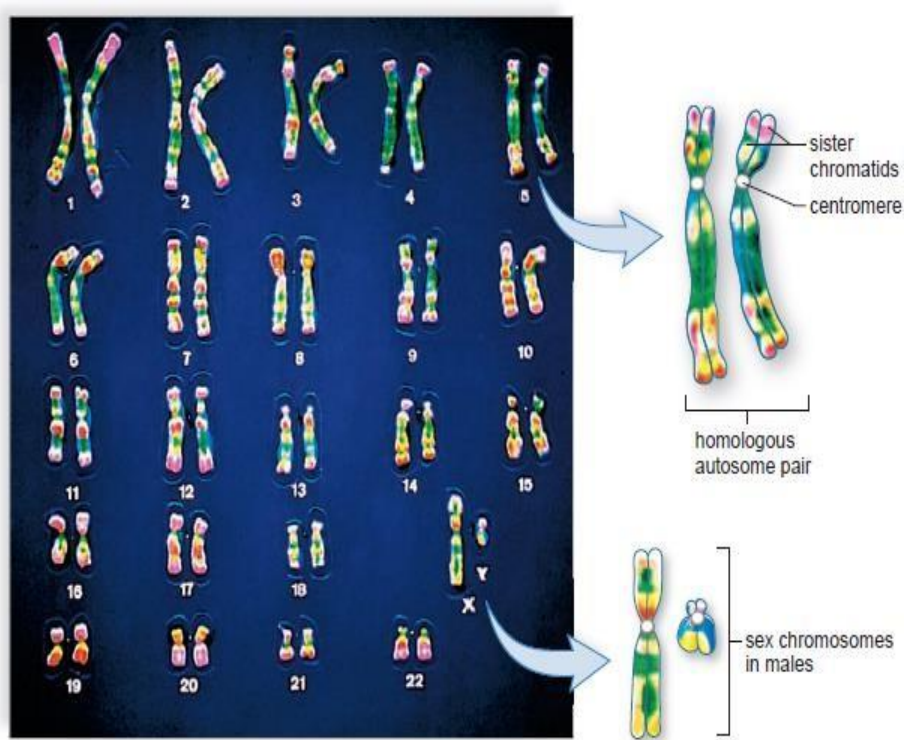 1 2 3 4 5
sister
chromatids
centromere
6 7 8 9 10
homologous
autosome pair
11 12 13 14 15
16 17 18 X Y
sex chromosomes
in males
19 20 21 22